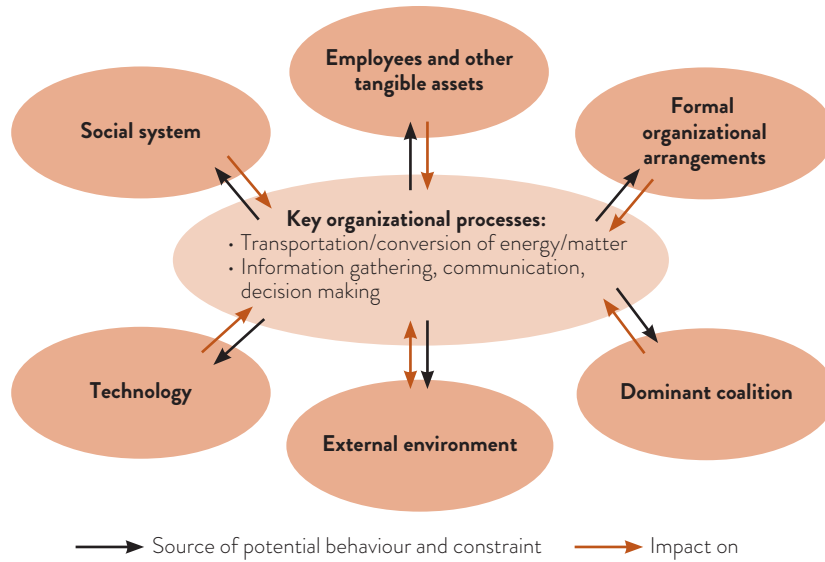 Employees and other
tangible assets
Social system
Formal
organizational
arrangements
Key organizational processes:
• Transportation/conversion of energy/matter
• Information gathering, communication,
decision making
Technology
Dominant coalition
External environment
Source of potential behaviour and constraint
Impact on